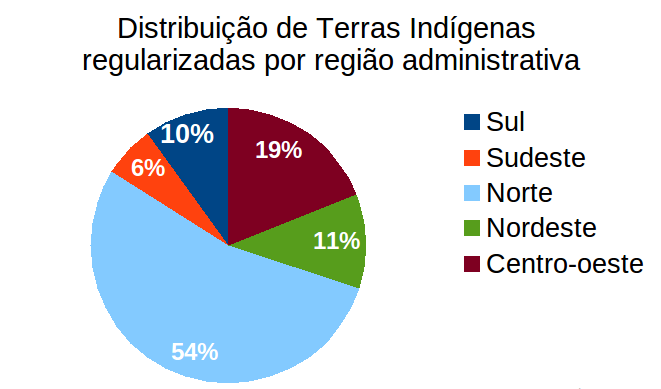 Distribuição de Terras Indígenas
regularizadas por região administrativa
10%
19%
6%
11%
54%
Sul
Sudeste
Norte
Nordeste
Centro-oeste